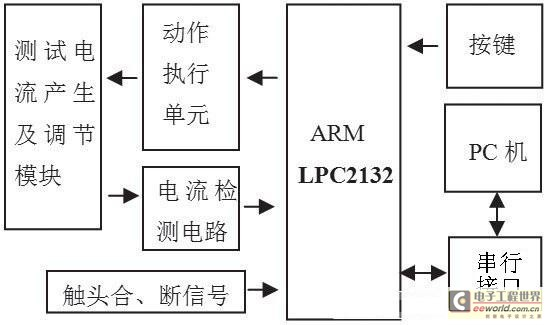 测试电
流产生
及调节
模块
动作
执行
单元
电流检
测电路
触头合、断信号
ARM
LPC2132
按键
PC机
串行
接口
电子工程世界
eeworld.com.cn